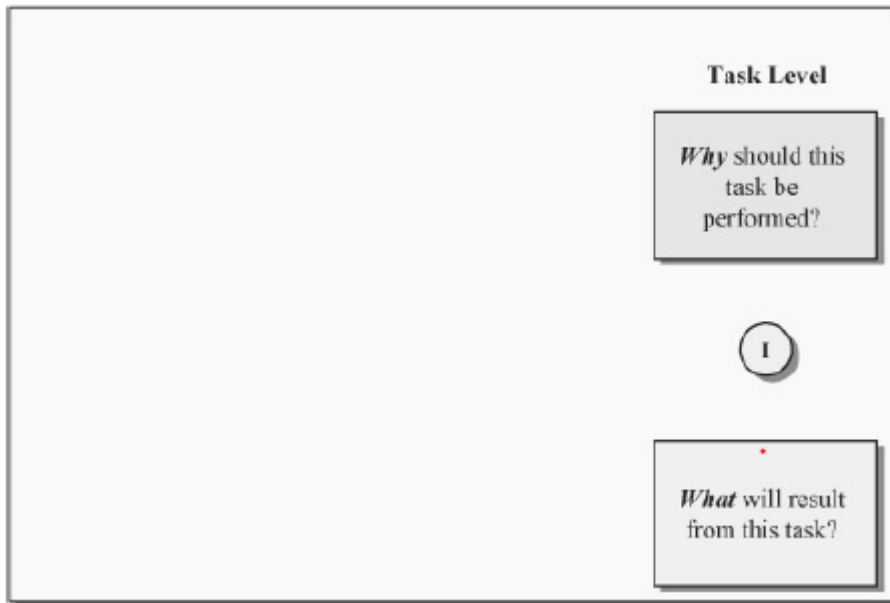 Task Level
Why should this
task be
performed?
I
What will result
from this task?